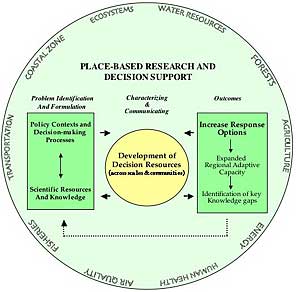 ECOSYSTEMS
WATER RESOURCES
FORESTS
AGRICULTURE
ENERGY
HUMAN HEALTH
AIR QUALITY
FISHERIES
TRANSPORTATION
COASTAL ZONE
PLACE-BASED RESEARCH AND
DECISION SUPPORT
Problem Identification
And Formulation
Characterizing
&
Communicating
Outcomes
Policy Contexts and
Decision-making
Processes
Scientific Resources
And Knowledge
Development of
Decision Resources
(across scales & communities)
Increase Response
Options
Expanded
Regional Adaptive
Capacity
Identification of key
Knowledge gaps